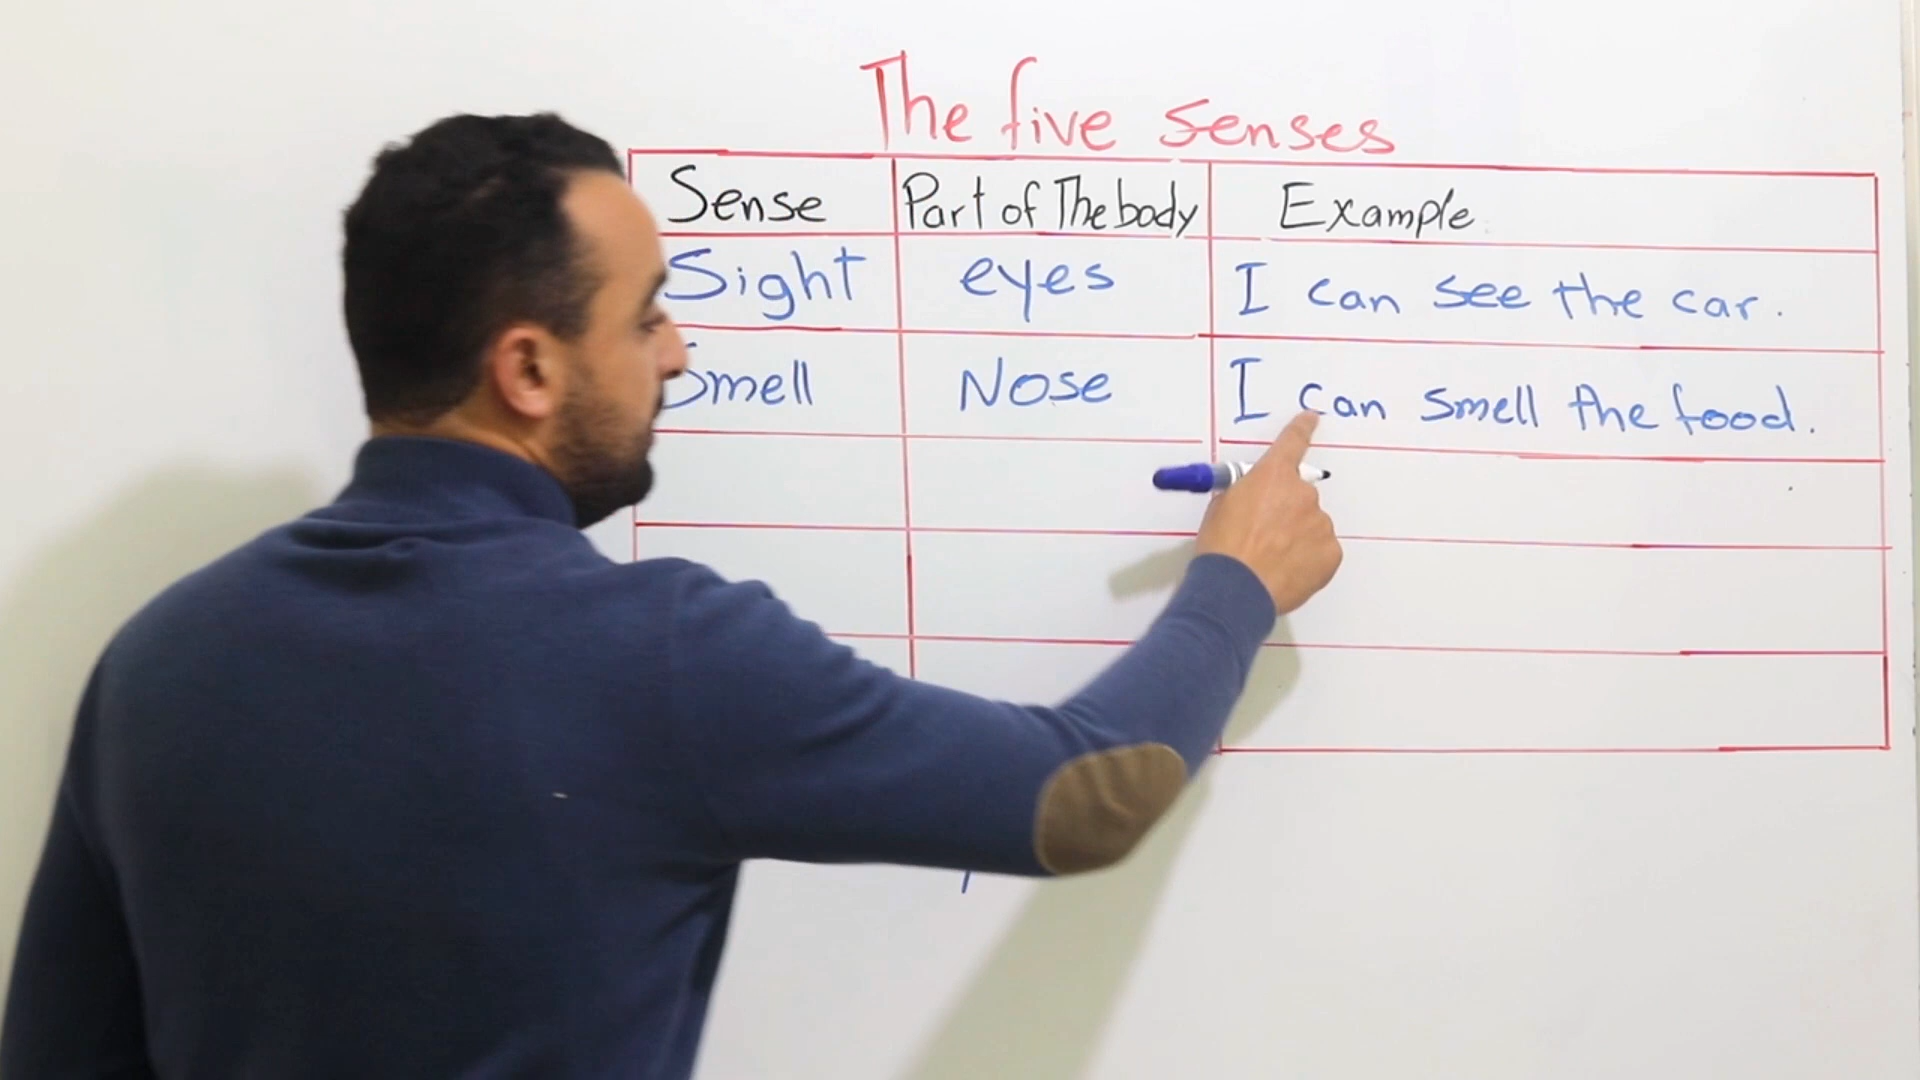 The five senses
Sense Part of The body Example
Sight eyes I can see the car.
Smell Nose I can smell the food.